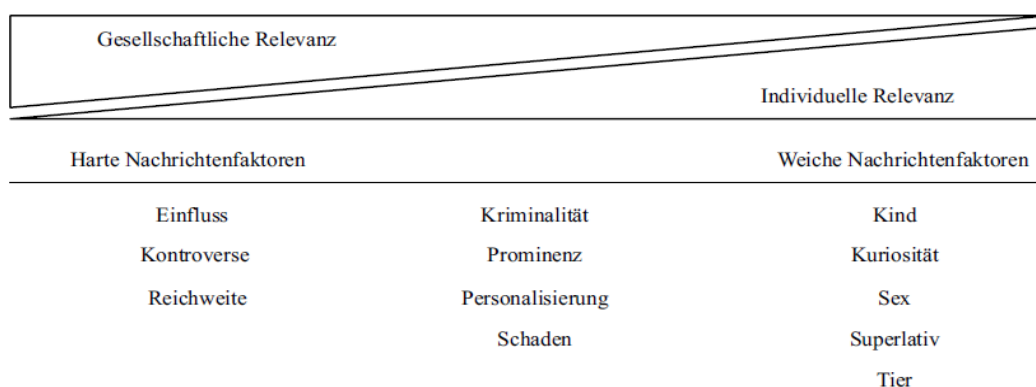 Gesellschaftliche Relevanz
Individuelle Relevanz
Harte Nachrichtenfaktoren Weiche Nachrichtenfaktoren
Einfluss Kriminalität Kind
Kontroverse Prominenz Kuriosität
Reichweite Personalisierung Sex
Schaden Superlativ
Tier